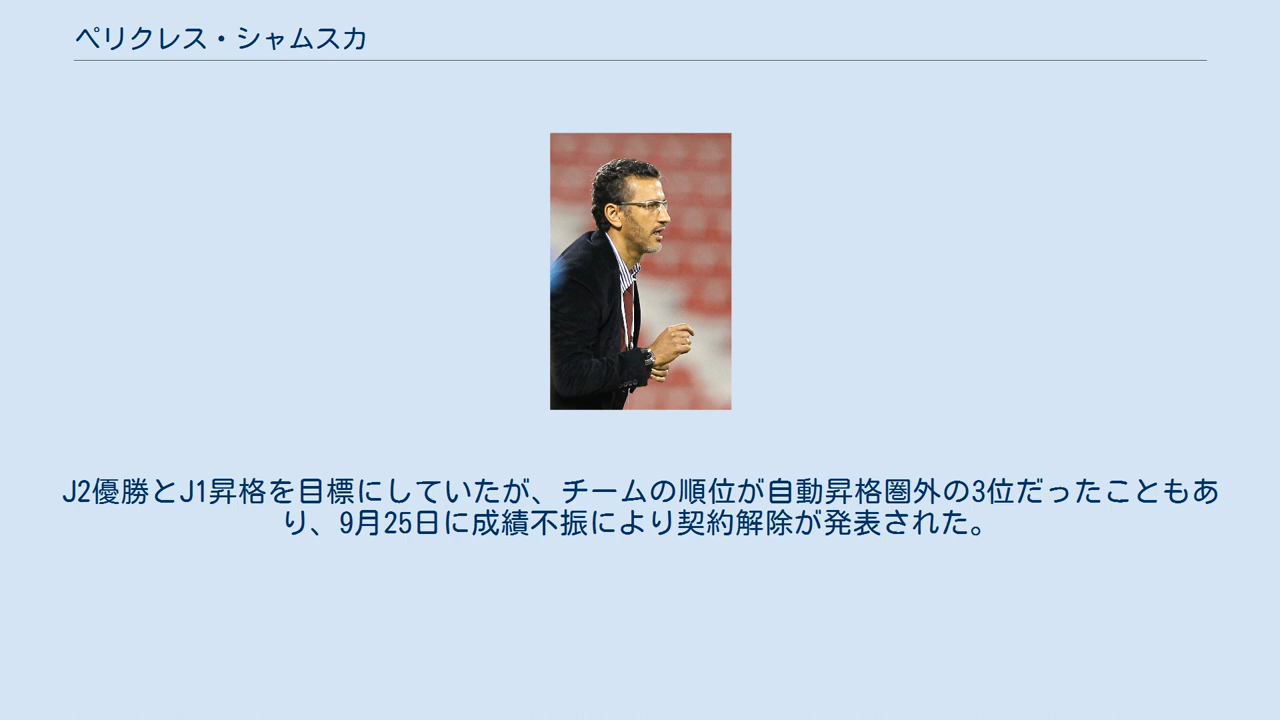 ペリクレス・シャムスカ
J2優勝とJ1昇格を目標にしていたが、チームの順位が自動昇格圏外の3位だったこともあ
り、9月25日に成績不振により契約解除が発表された。